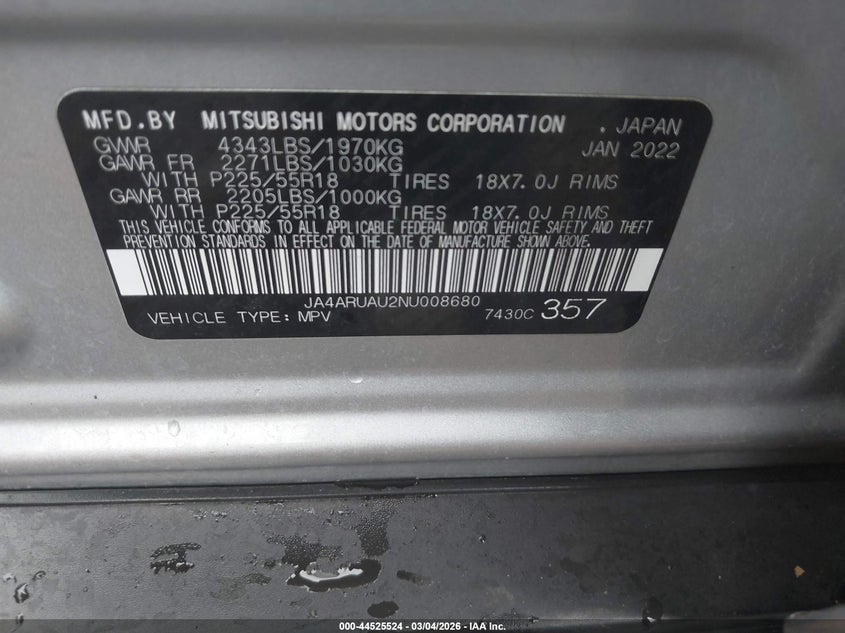 MFD.BY MITSUBISHI MOTORS CORPORATION . JAPAN
GVWR 4343LBS/1970KG JAN 2022
GAWR FR 2271LBS/1030KG
WITH P225/55R18 TIRES 18X7.0J RIMS
GAWR RR 2205LBS/1000KG
WITH P225/55R18 TIRES 18X7.0J RIMS
THIS VEHICLE CONFORMS TO ALL APPLICABLE FEDERAL MOTOR VEHICLE SAFETY AND THEFT
PREVENTION STANDARDS IN EFFECT ON THE DATE OF MANUFACTURE SHOWN ABOVE.
JA4ARUAU2NU008680
VEHICLE TYPE: MPV 7430C 357
000-44525524 - 03/04/2026 - IAA Inc.